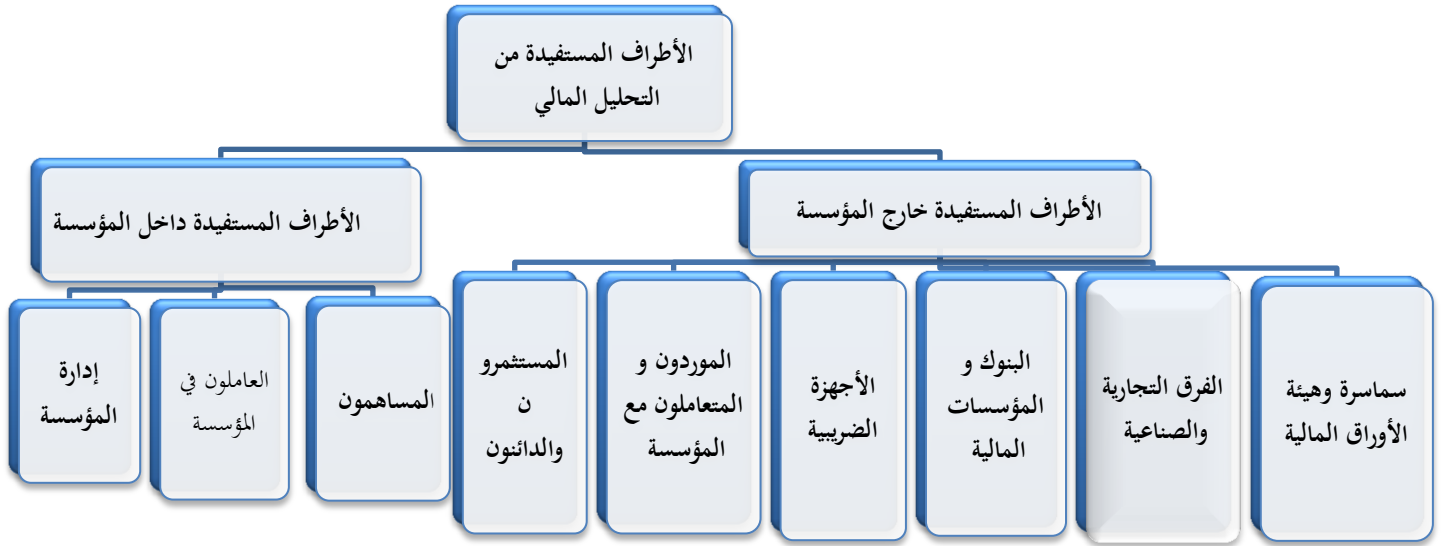 الأطراف المستفيدة من
التحليل المالي
الأطراف المستفيدة خارج المؤسسة
الأطراف المستفيدة داخل المؤسسة
سماسرة وهيئة
الأوراق المالية
الفرق التجارية
والصناعية
البنوك و
المؤسسات
المالية
الأجهزة
الضريبية
الموردون و
المتعاملون مع
المؤسسة
المستثمرو
ن
والدائنون
المساهمون
العاملون في
المؤسسة
إدارة
المؤسسة